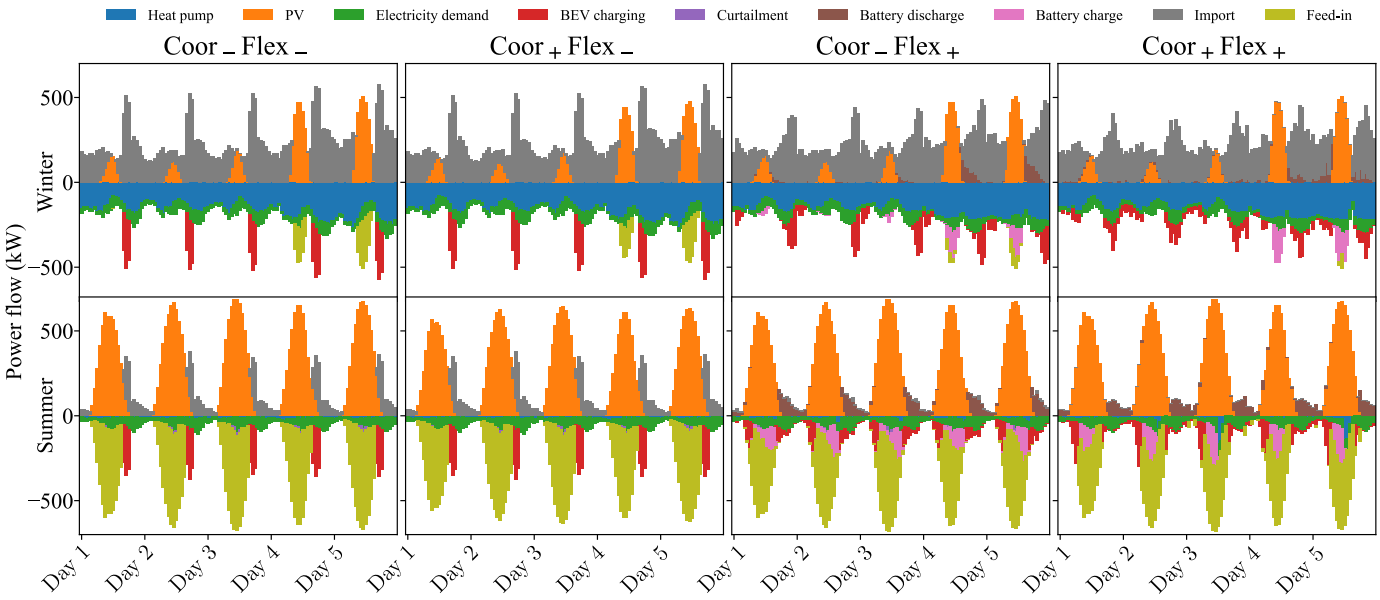 Heat pump PV Electricity demand BEV charging Curtailment Battery discharge Battery charge Import Feed-in
Coor − Flex − Coor + Flex − Coor − Flex + Coor + Flex +
Power flow (kW)
Winter
500
0
−500
Summer
500
0
−500
Day 1 Day 2 Day 3 Day 4 Day 5 Day 1 Day 2 Day 3 Day 4 Day 5 Day 1 Day 2 Day 3 Day 4 Day 5 Day 1 Day 2 Day 3 Day 4 Day 5